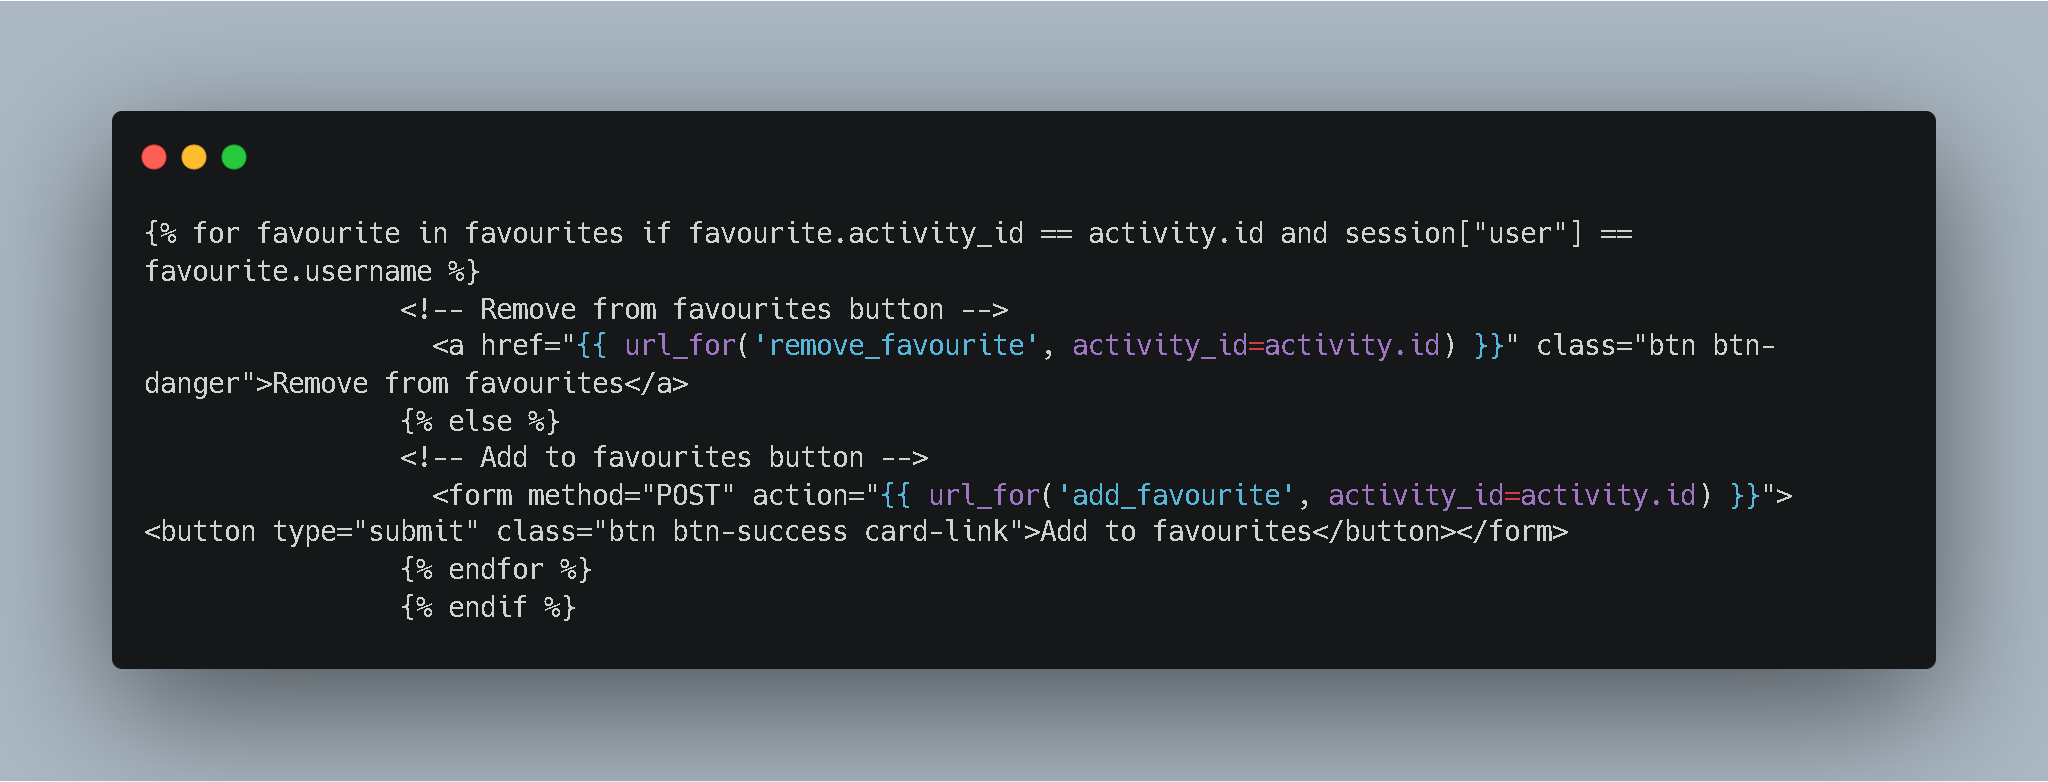 {% for favourite in favourites if favourite.activity_id == activity.id and session["user"] ==
favourite.username %}
                <!-- Remove from favourites button -->
                  <a href="{{ url_for('remove_favourite', activity_id=activity.id) }}" class="btn btn-
danger">Remove from favourites</a>
                {% else %}
                <!-- Add to favourites button -->
                  <form method="POST" action="{{ url_for('add_favourite', activity_id=activity.id) }}">
<button type="submit" class="btn btn-success card-link">Add to favourites</button></form>
                {% endfor %}
                {% endif %}